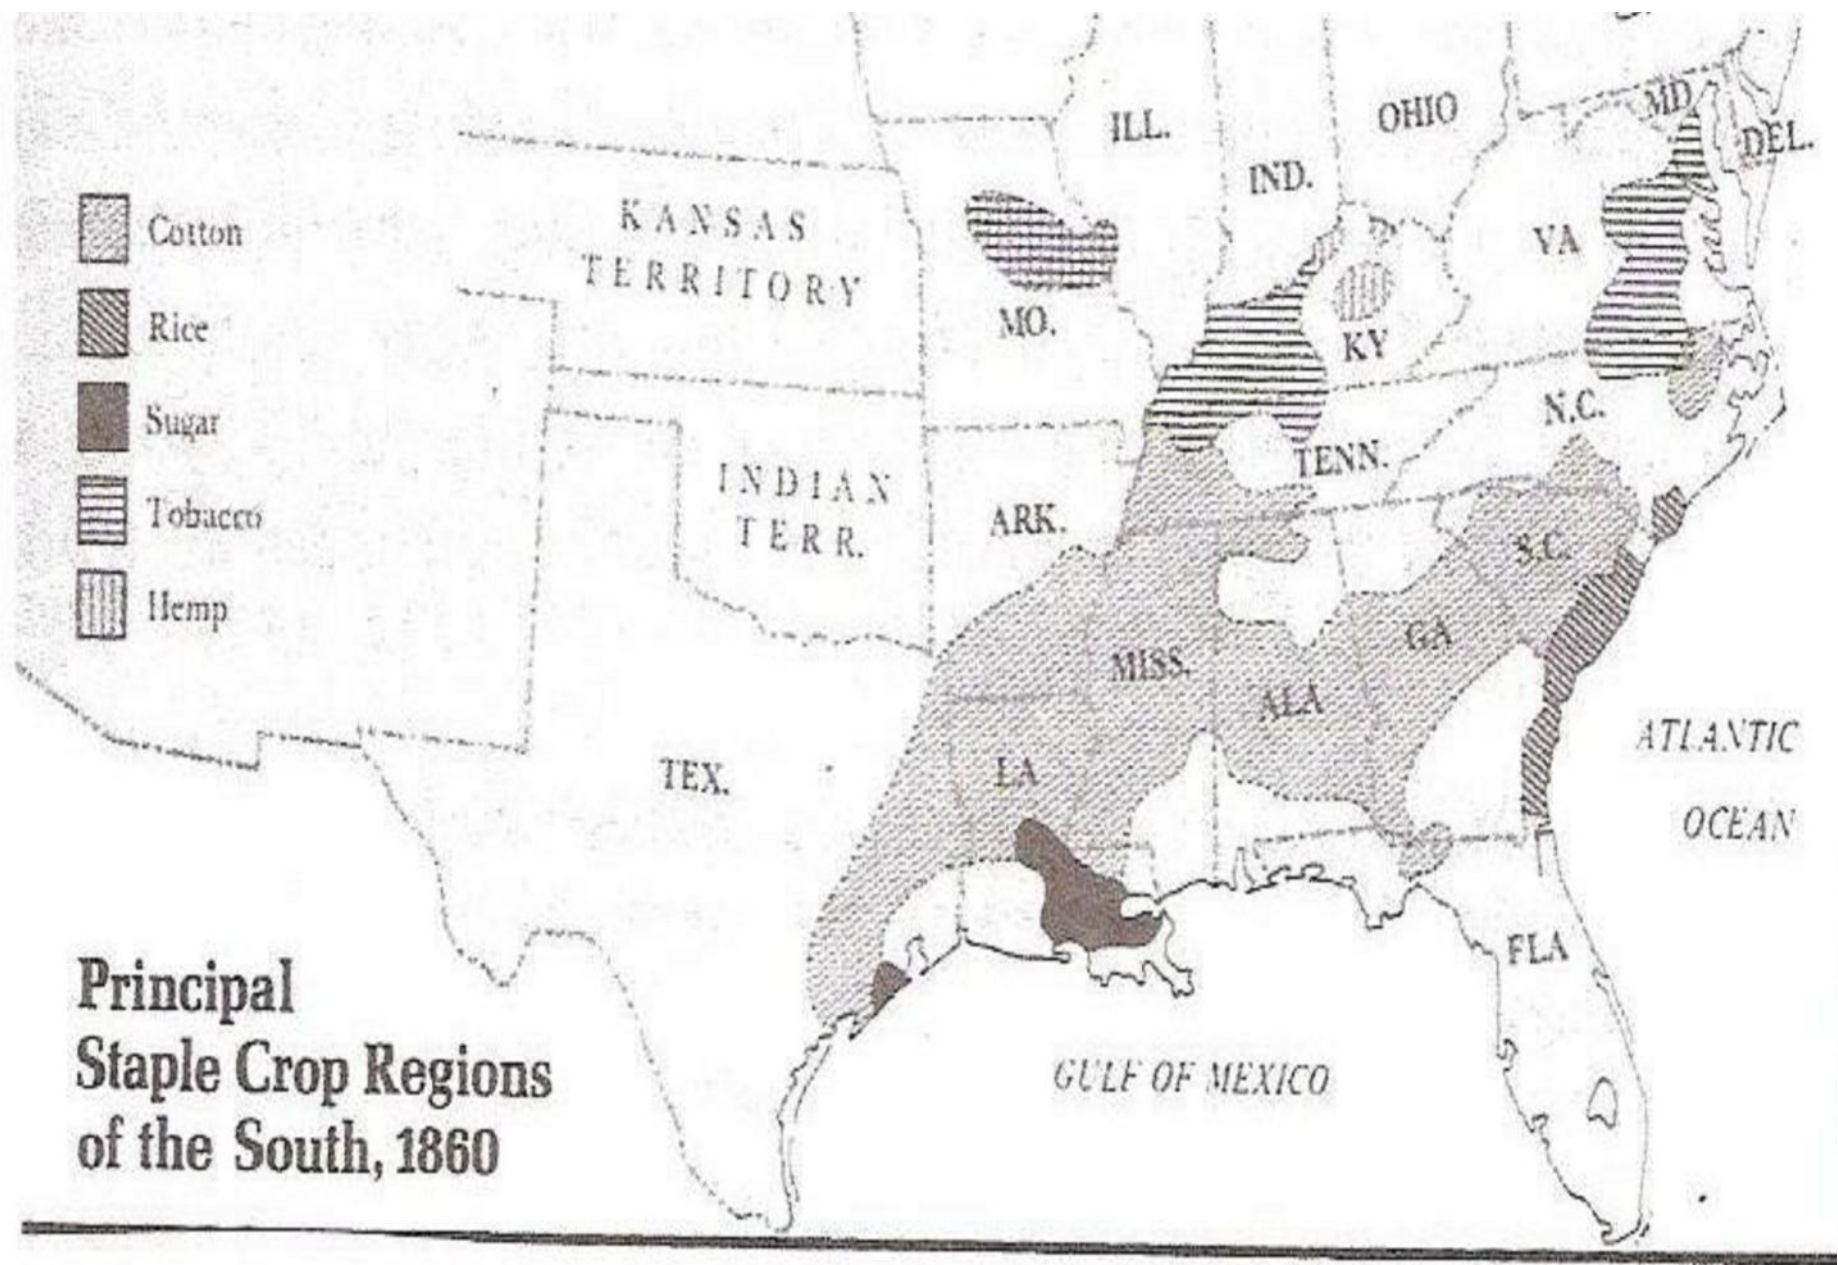 ILL.
IND.
OHIO
MD
DEL.
KANSAS
TERRITORY
VA
MO.
KY
N.C.
TENN.
INDIAN
TERR.
ARK.
S.C.
GA
MISS.
ALA
LA
TEX.
FLA
ATLANTIC
OCEAN
GULF OF MEXICO
Cotton
Rice
Sugar
Tobacco
Hemp
Principal
Staple Crop Regions
of the South, 1860